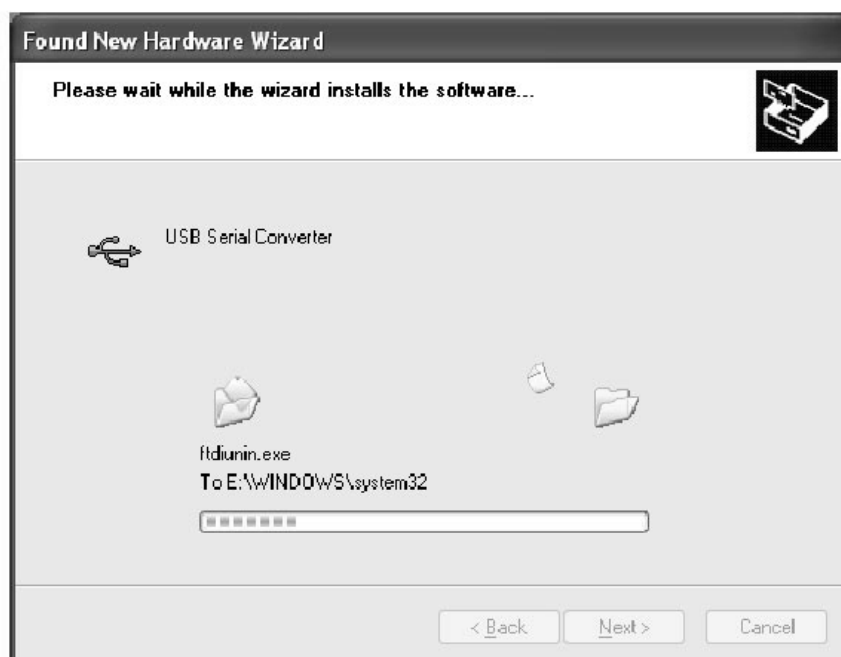 Found New Hardware Wizard
Please wait while the wizard installs the software...
USB Serial Converter
ftdiunin.exe
To E:\WINDOWS\system32
< Back
Next >
Cancel